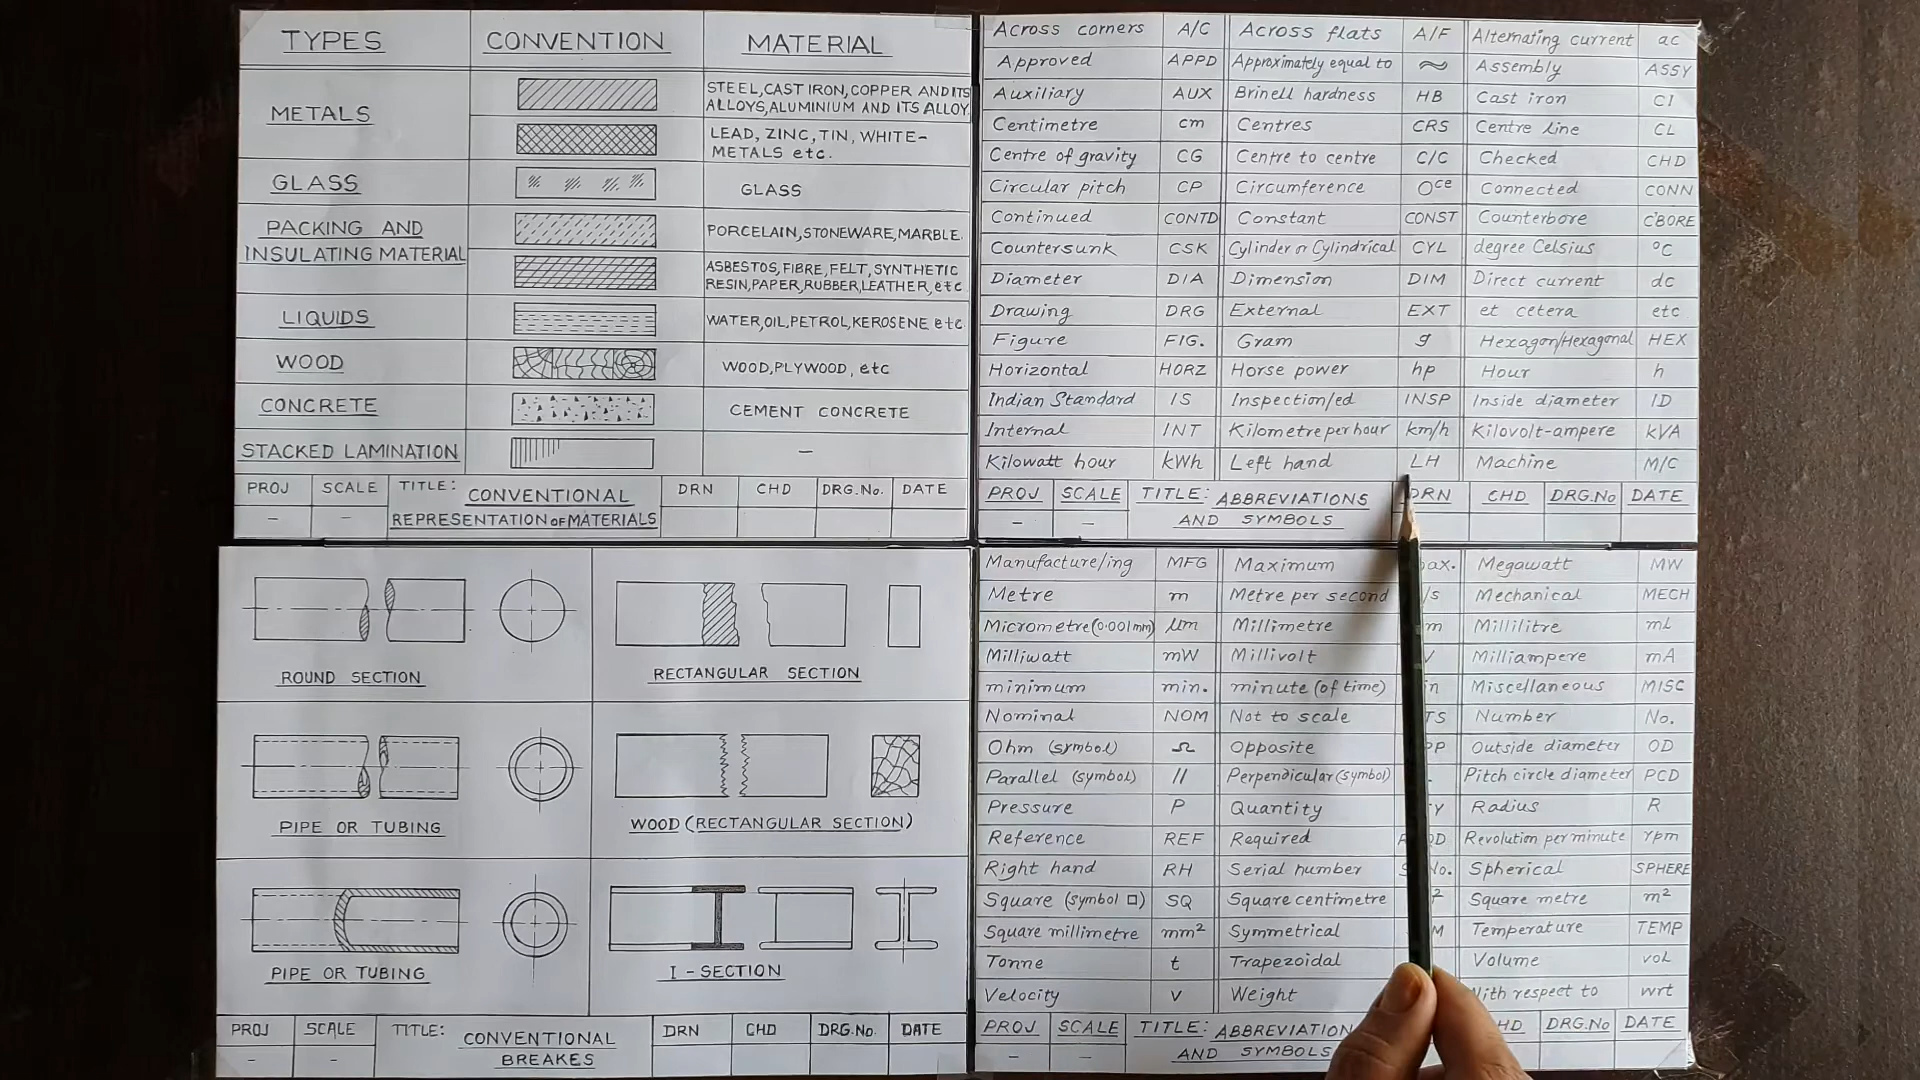 TYPES CONVENTION MATERIAL
METALS
STEEL, CAST IRON, COPPER AND ITS
ALLOYS, ALUMINIUM AND ITS ALLOY.
LEAD, ZINC, TIN, WHITE-
METALS etc.
GLASS GLASS
PACKING AND
INSULATING MATERIAL
PORCELAIN, STONEWARE, MARBLE.
ASBESTOS, FIBRE, FELT, SYNTHETIC
RESIN, PAPER, RUBBER, LEATHER, etc
LIQUIDS WATER, OIL, PETROL, KEROSENE etc.
WOOD WOOD, PLYWOOD, etc
CONCRETE CEMENT CONCRETE
STACKED LAMINATION -
PROJ SCALE TITLE: CONVENTIONAL DRN CHD DRG.No. DATE
- - REPRESENTATION OF MATERIALS
Across corners A/C Across flats A/F Alternating current ac
Approved APPD Approximately equal to ~ Assembly ASSY
Auxiliary AUX Brinell hardness HB Cast iron CI
Centimetre cm Centres CRS Centre line CL
Centre of gravity CG Centre to centre C/C Checked CHD
Circular pitch CP Circumference Oce Connected CONN
Continued CONTD Constant CONST Counterbore C'BORE
Countersunk CSK Cylinder or Cylindrical CYL degree Celsius °C
Diameter DIA Dimension DIM Direct current dc
Drawing DRG External EXT et cetera etc
Figure FIG. Gram g Hexagon/Hexagonal HEX
Horizontal HORZ Horse power hp Hour h
Indian Standard IS Inspection/ed INSP Inside diameter ID
Internal INT Kilometre per hour km/h Kilovolt-ampere kVA
Kilowatt hour kWh Left hand LH Machine M/C
PROJ SCALE TITLE: ABBREVIATIONS DRN CHD DRG.No DATE
- - AND SYMBOLS
ROUND SECTION RECTANGULAR SECTION
PIPE OR TUBING WOOD (RECTANGULAR SECTION)
PIPE OR TUBING I - SECTION
PROJ SCALE TITLE: CONVENTIONAL DRN CHD DRG.No. DATE
- - BREAKES
Manufacture/ing MFG Maximum Megawatt MW
Metre m Metre per second Mechanical MECH
Micrometre (0.001mm) μm Millimetre Millilitre mL
Milliwatt mW Millivolt Milliampere mA
minimum min. minute (of time) Miscellaneous MISC
Nominal NOM Not to scale Number No.
Ohm (symbol) Ω Opposite Outside diameter OD
Parallel (symbol) // Perpendicular (symbol) Pitch circle diameter PCD
Pressure P Quantity Radius R
Reference REF Required Revolution per minute rpm
Right hand RH Serial number Spherical SPHERE
Square (symbol □) SQ Square centimetre Square metre m²
Square millimetre mm² Symmetrical Temperature TEMP
Tonne t Trapezoidal Volume VOL
Velocity v Weight With respect to wrt
PROJ SCALE TITLE: ABBREVIATION DRG.No DATE
- - AND SYMBOLS